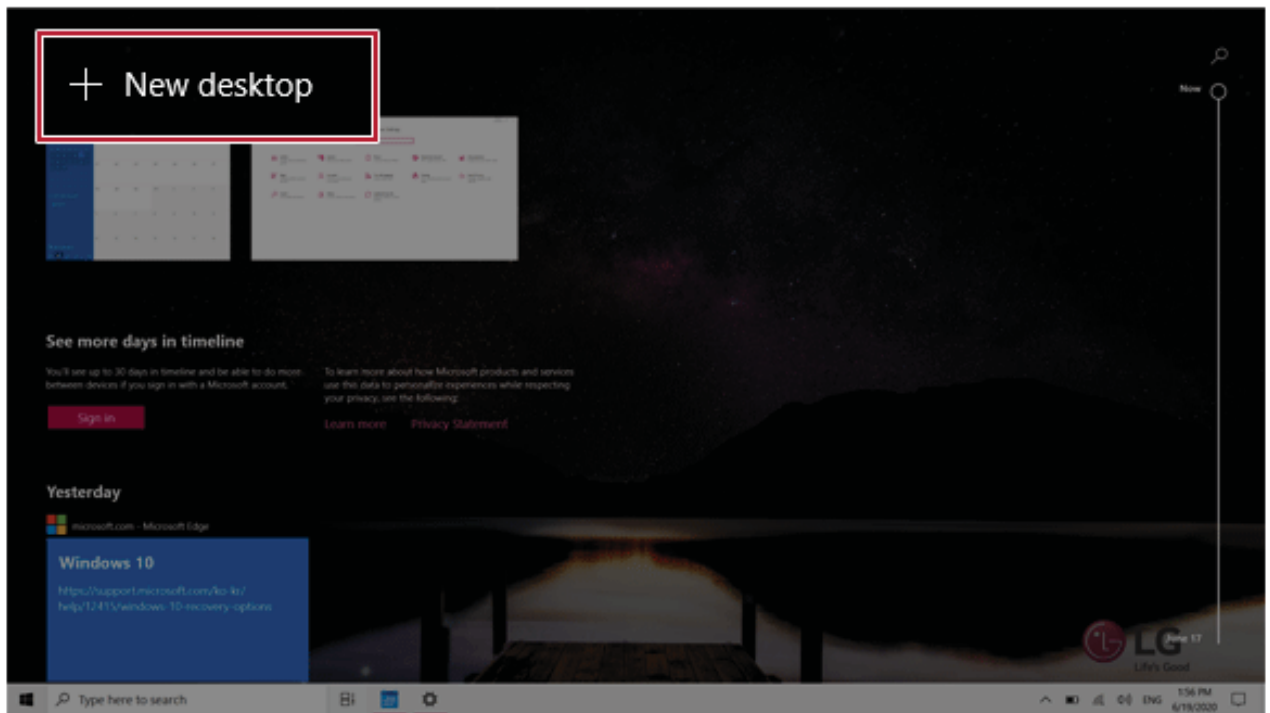 New desktop
Now
See more days in timeline
You'll see up to 30 days in timeline and be able to do more
between devices if you sign in with a Microsoft account.
Sign in
To learn more about how Microsoft products and services
use this data to personalize experiences while respecting
your privacy, see the following:
Learn more
Privacy Statement
Yesterday
microsoft.com - Microsoft Edge
Windows 10
https://support.microsoft.com/ko-kr/
help/12415/windows-10-recovery-options
June 17
LG
Life's Good
Type here to search
ENG
1:56 PM
6/19/2020